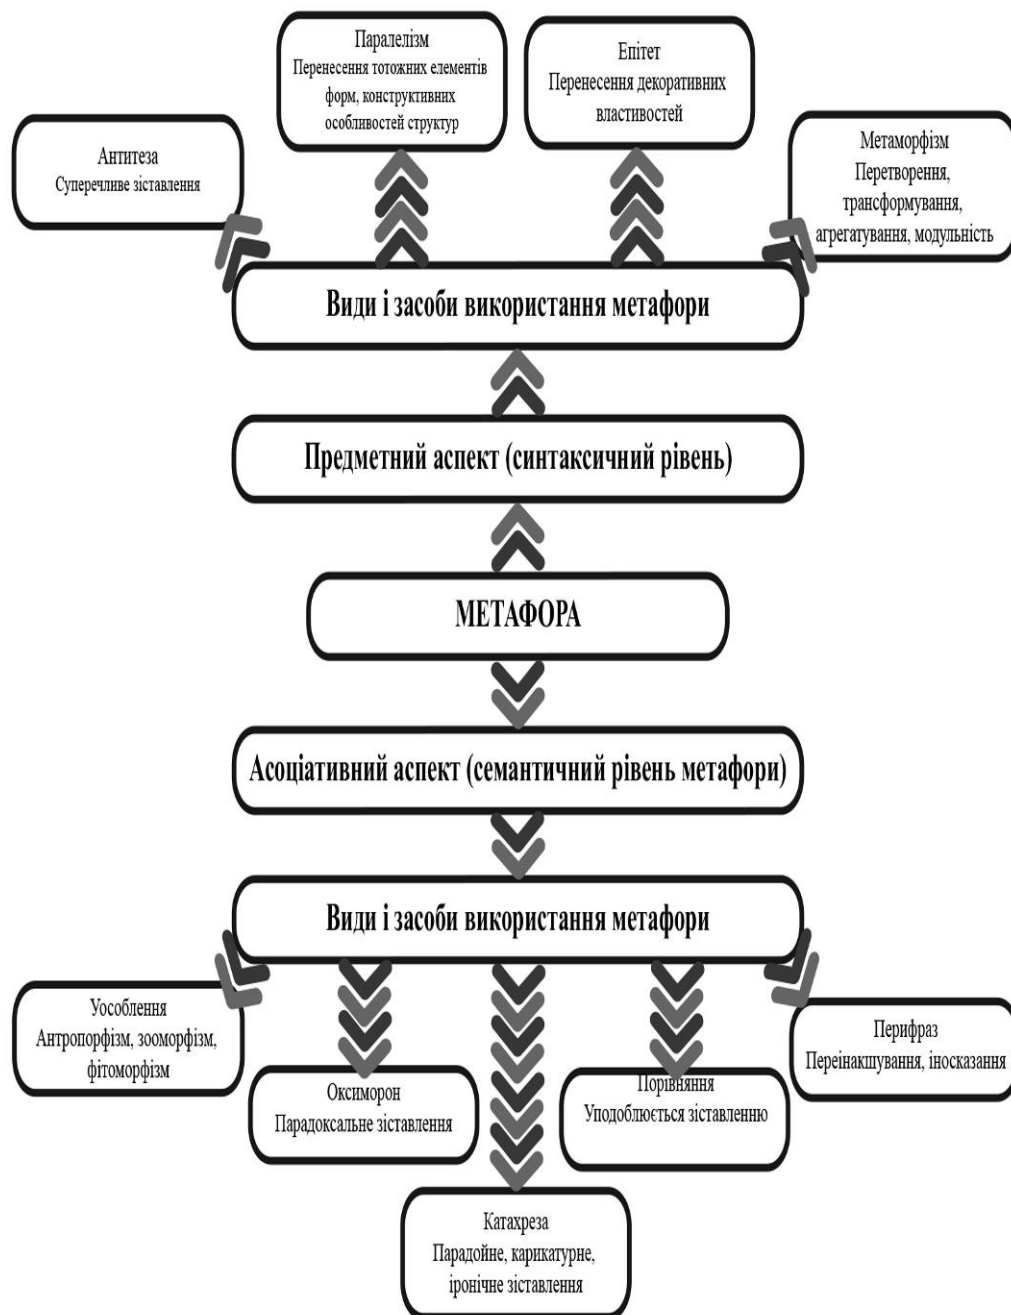 Паралелізм
Перенесення тотожних елементів
форм, конструктивних
особливостей структур
Епітет
Перенесення декоративних
властивостей
Антитеза
Суперечливе зіставлення
Метаморфізм
Перетворення,
трансформування,
агрегатування, модульність
Види і засоби використання метафори
Предметний аспект (синтаксичний рівень)
МЕТАФОРА
Асоціативний аспект (семантичний рівень метафори)
Види і засоби використання метафори
Уособлення
Антропорфізм, зооморфізм,
фітоморфізм
Оксиморон
Парадоксальне зіставлення
Порівняння
Уподоблюється зіставленню
Перифраз
Переінакшування, іносказання
Катахреза
Парадойне, карикатурне,
іронічне зіставлення